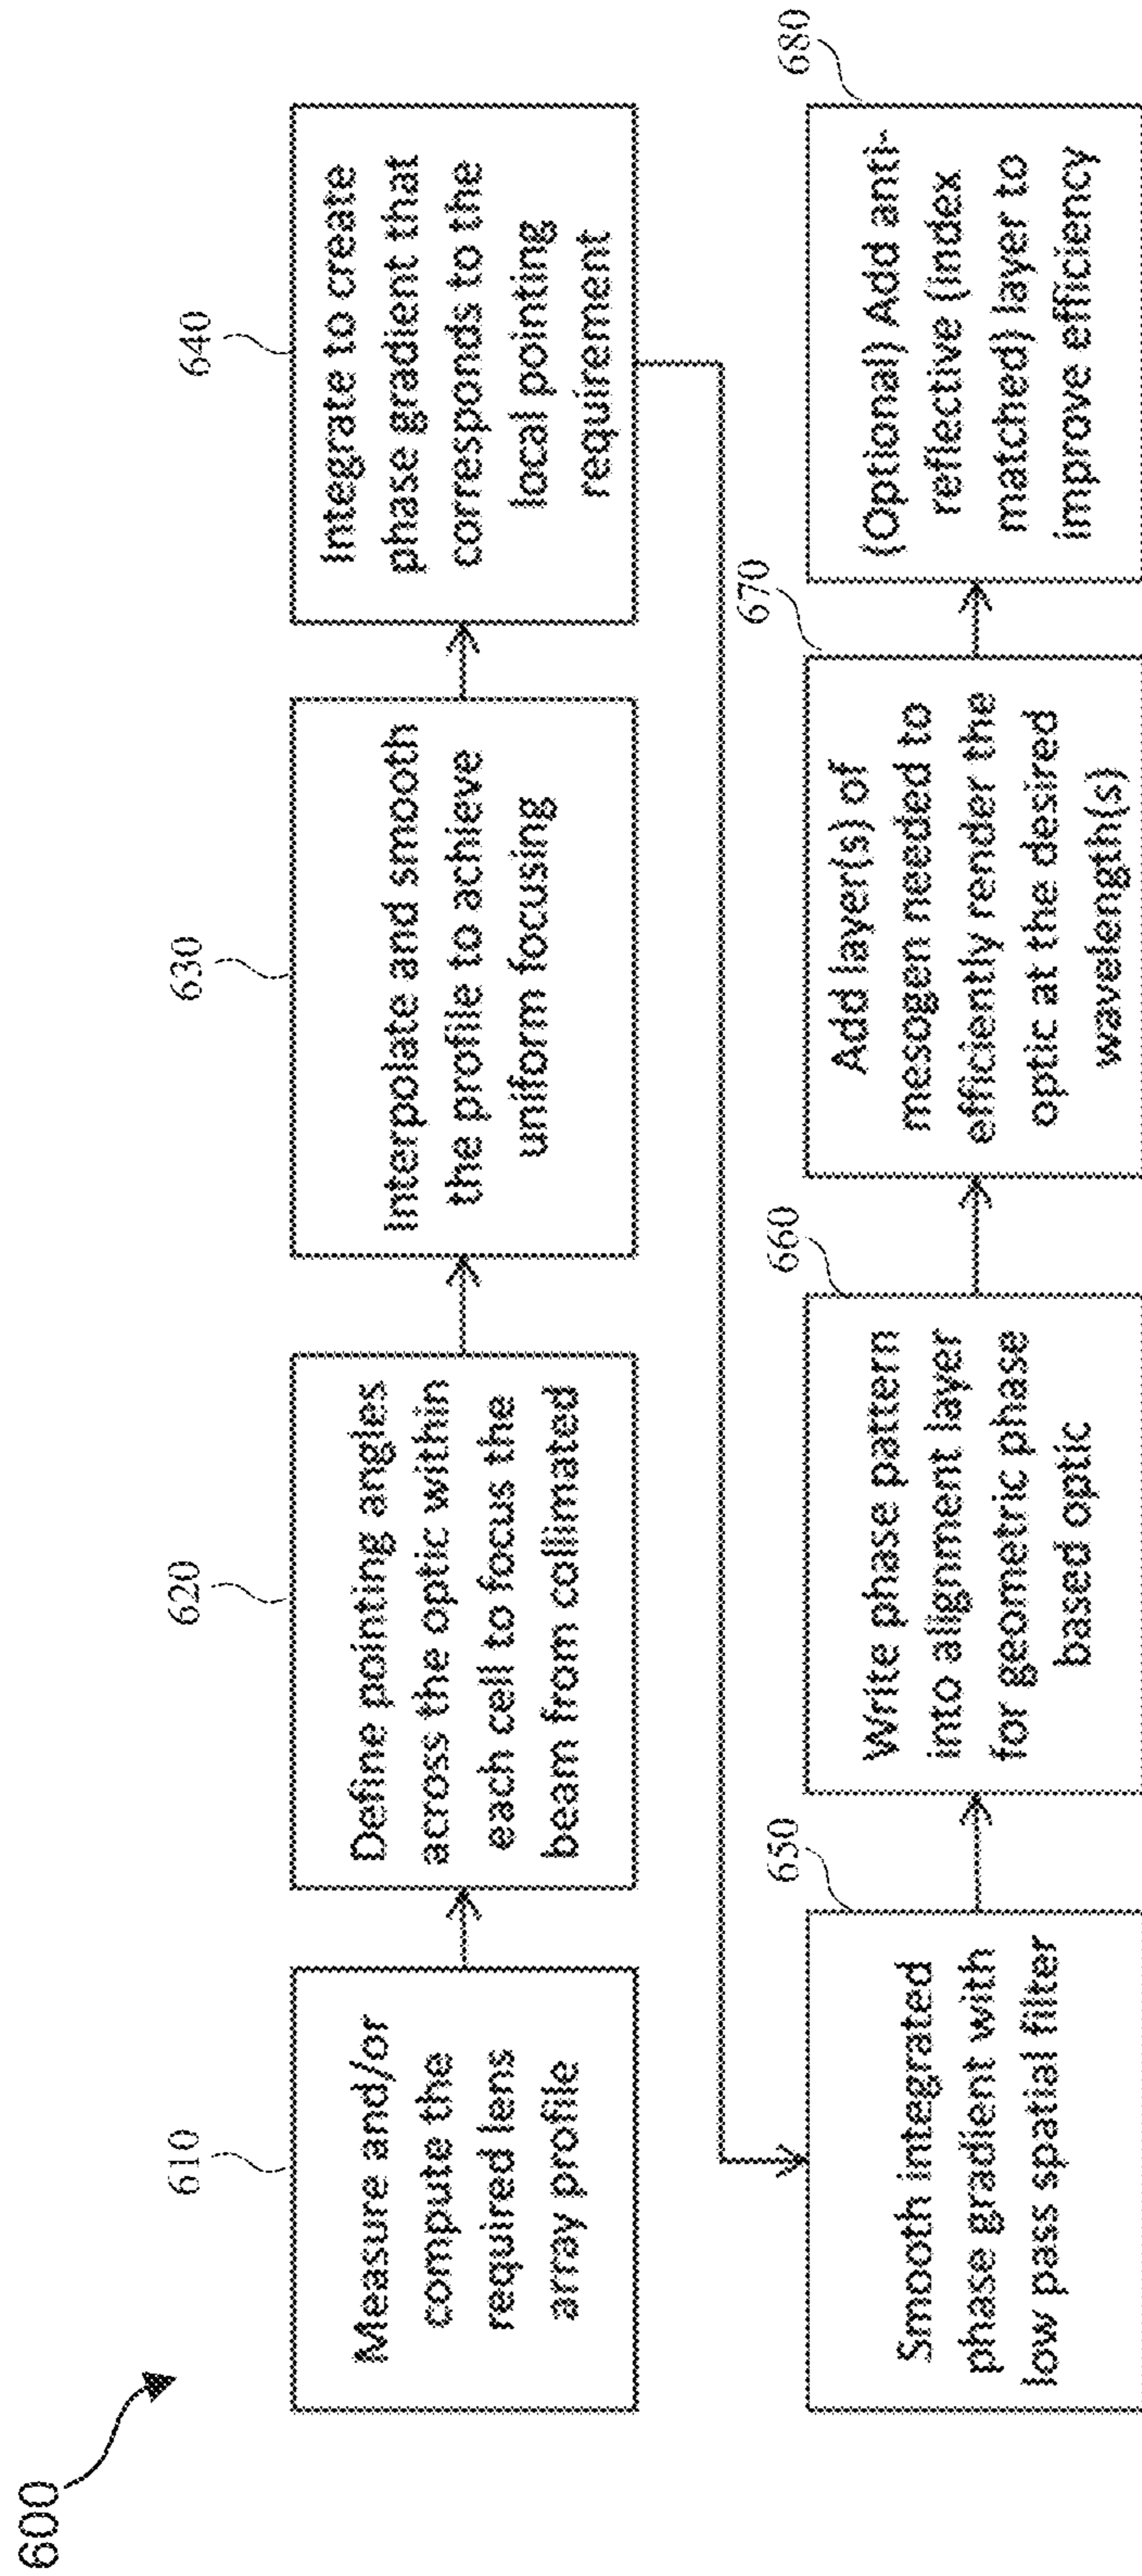 600
610
Measure and/or
compute the
required lens
array profile
620
Define pointing angles
across the optic within
each cell to focus the
beam from collimated
630
Interpolate and smooth
the profile to achieve
uniform focusing
640
Integrate to create
phase gradient that
corresponds to the
local pointing
requirement
650
Smooth integrated
phase gradient with
low pass spatial filter
660
Write phase pattern
into alignment layer
for geometric phase
based optic
670
Add layer(s) of
mesogen needed to
efficiently render the
optic at the desired
wavelength(s)
680
(Optional) Add anti-
reflective (index
matched) layer to
improve efficiency